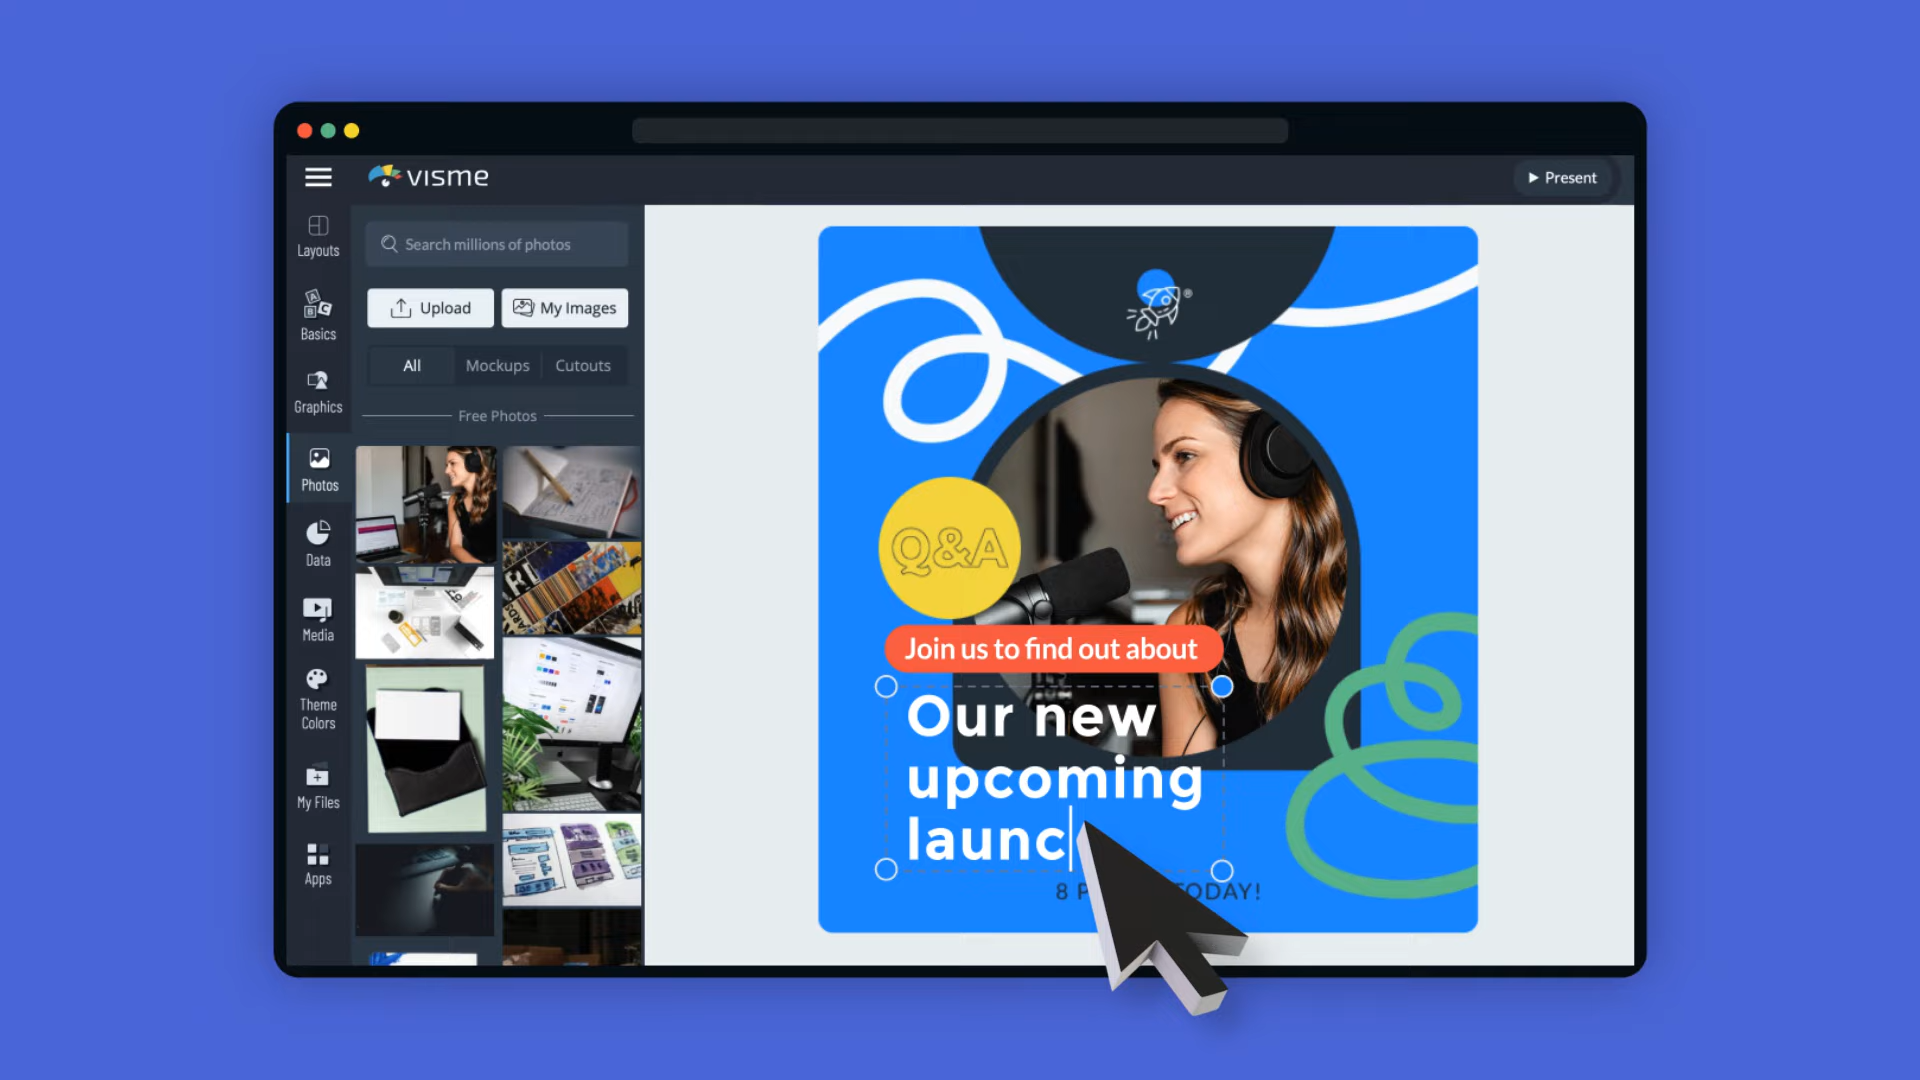 visme
Present
Layouts
Basics
Graphics
Photos
Data
Media
Theme
Colors
My Files
Apps
Search millions of photos
Upload
My Images
All
Mockups
Cutouts
Free Photos
®
Q&A
Join us to find out about
Our new
upcoming
launc
8 P TODAY!